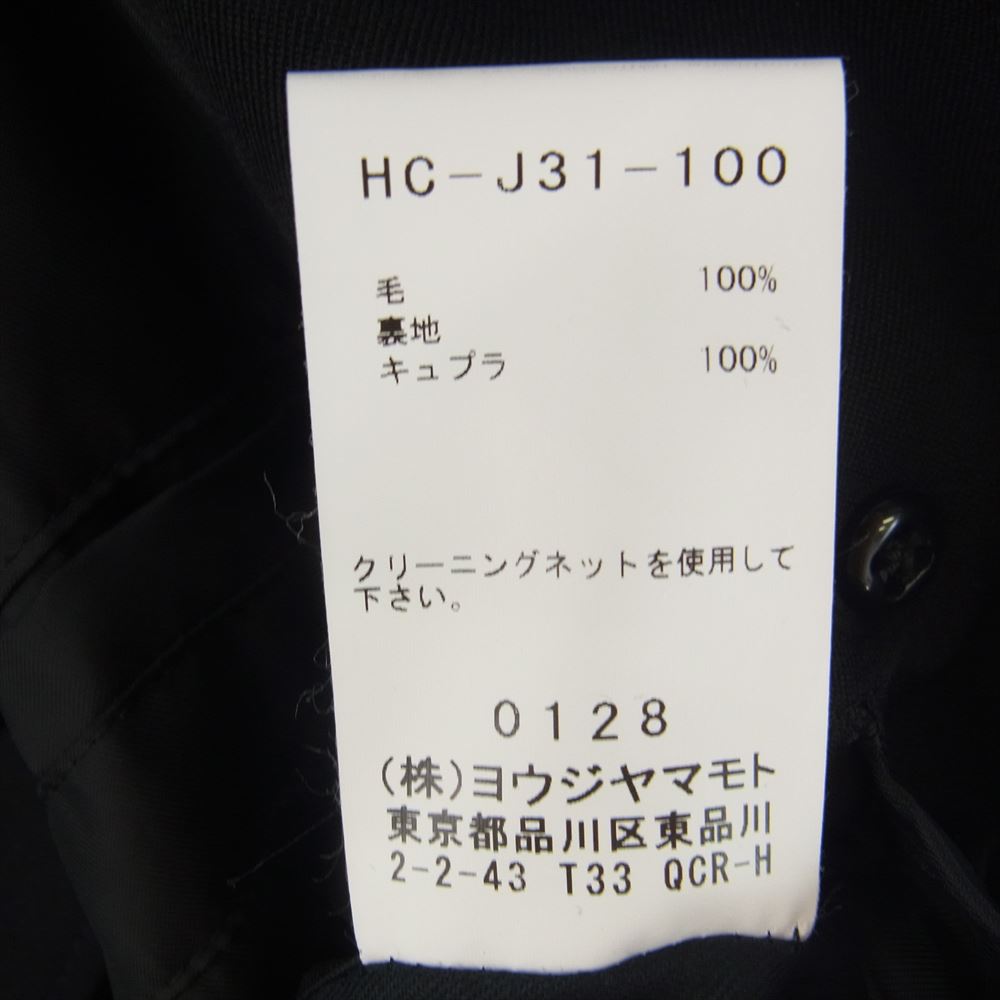 HC-J31-100
毛 100%
裏地
キュプラ 100%
クリーニングネットを使用して
下さい。
0128
(株)ヨウジヤマモト
東京都品川区東品川
2-2-43 T33 QCR-H